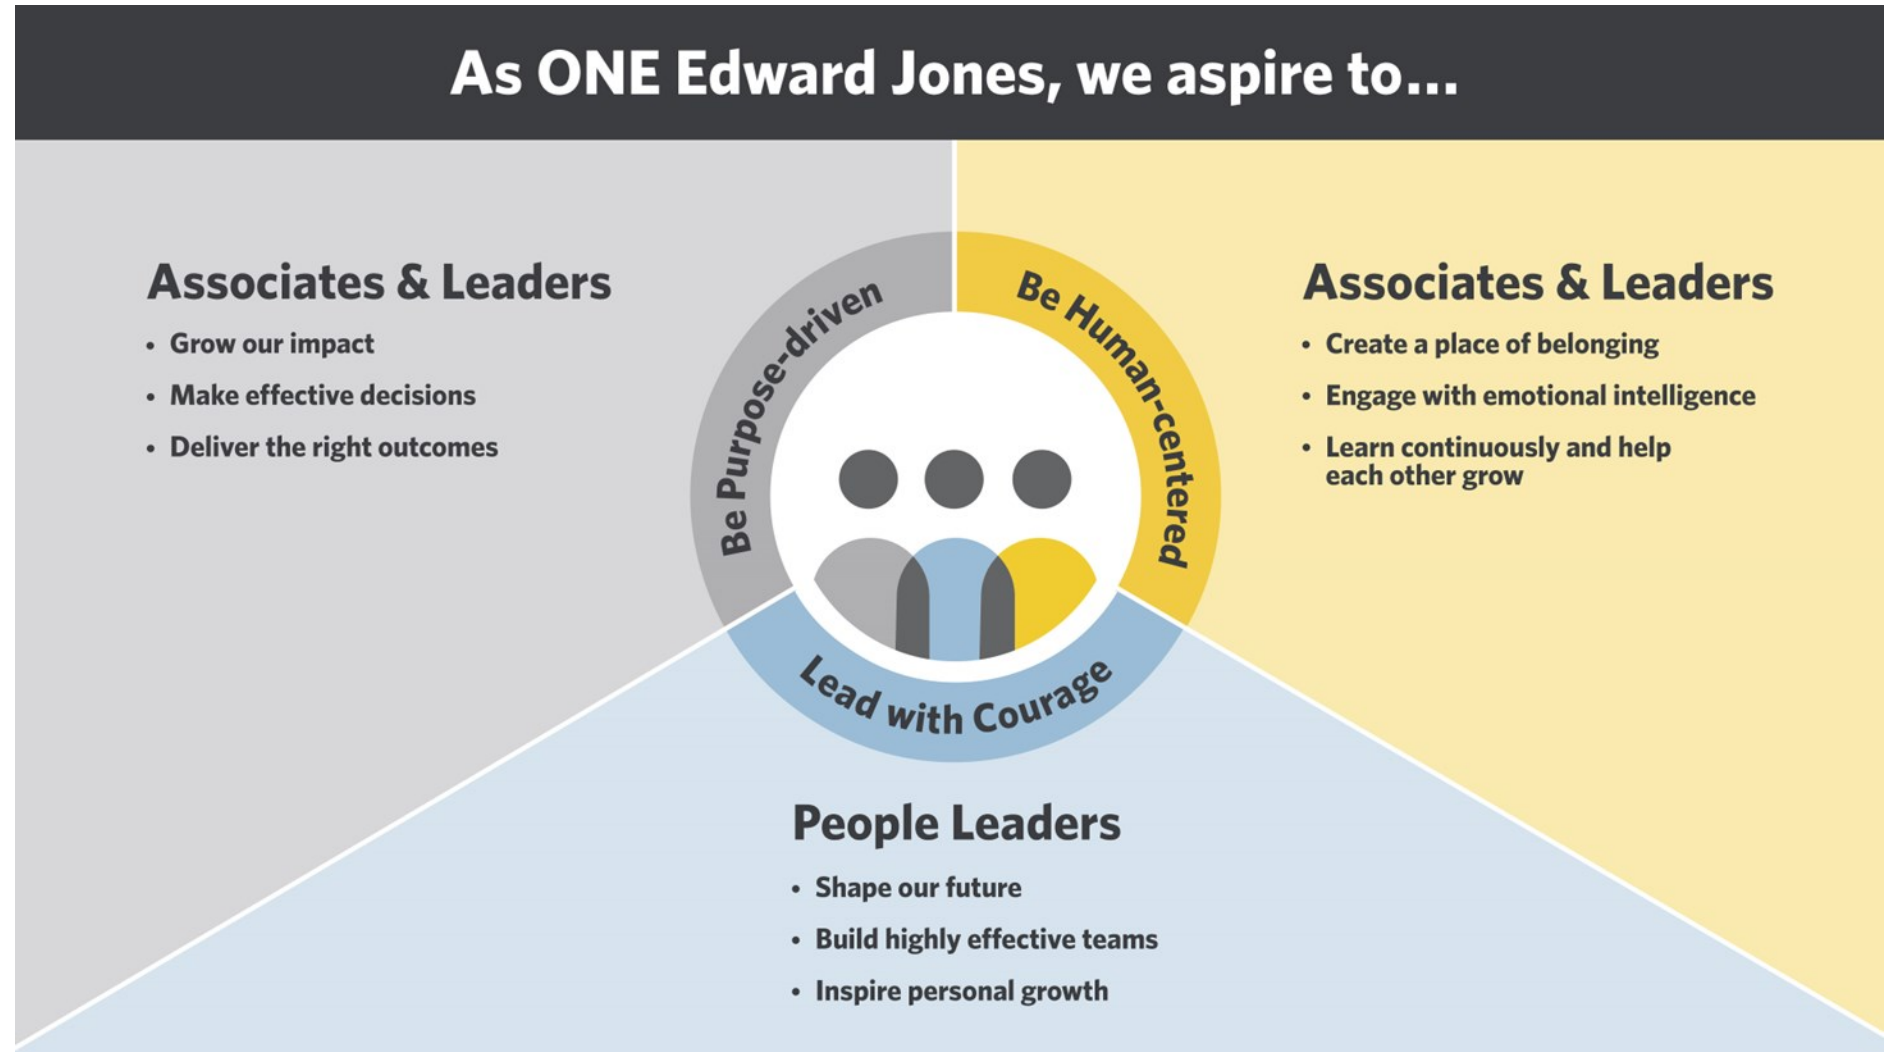 As ONE Edward Jones, we aspire to...
Associates & Leaders
• Grow our impact
• Make effective decisions
• Deliver the right outcomes
Be Purpose-driven
Be Human-centered
Lead with Courage
Associates & Leaders
• Create a place of belonging
• Engage with emotional intelligence
• Learn continuously and help
each other grow
People Leaders
• Shape our future
• Build highly effective teams
• Inspire personal growth